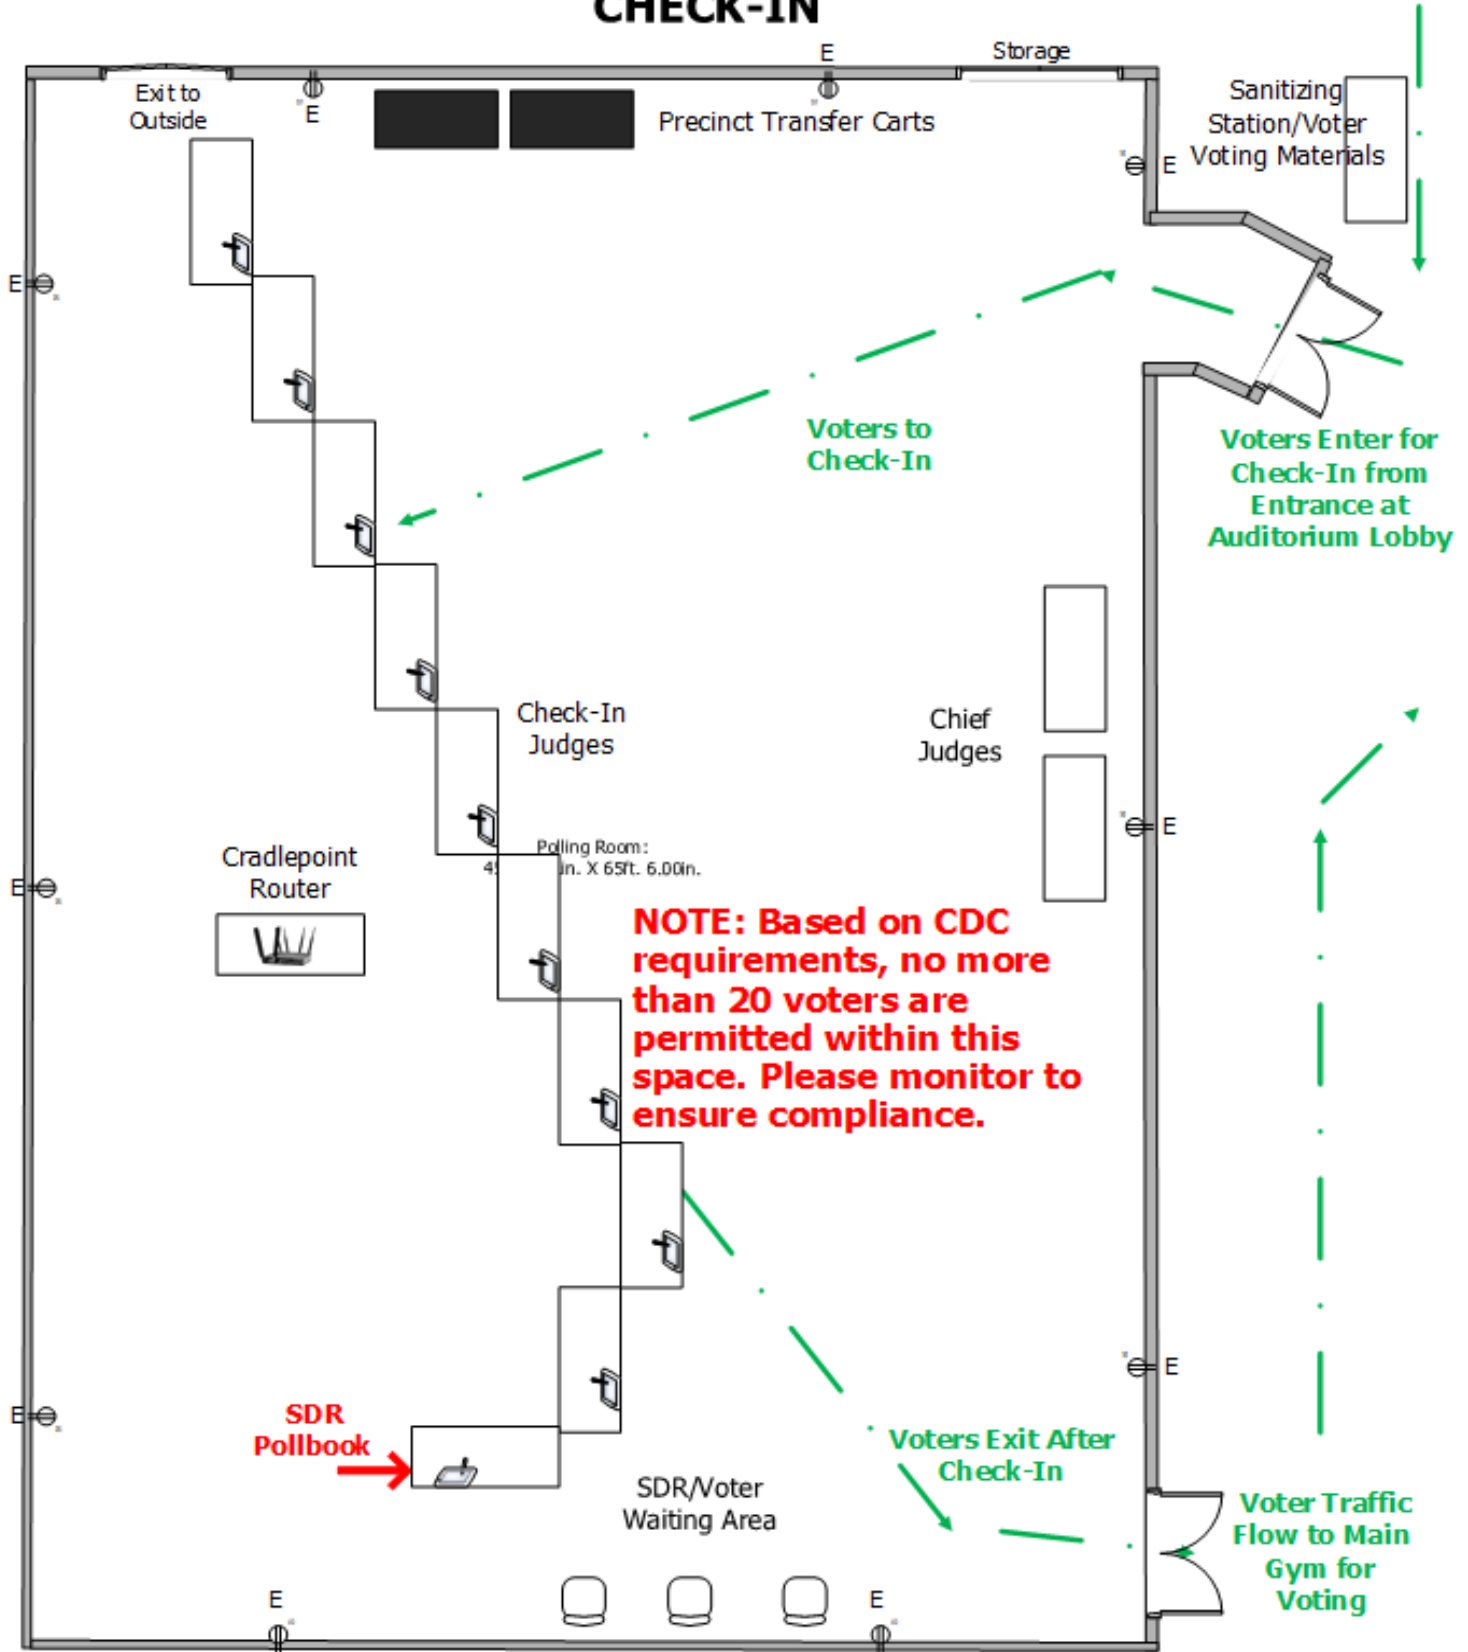 CHECK-IN
E
Storage
Exit to
Outside
E
Precinct Transfer Carts
Sanitizing
Station/Voter
Voting Materials
E
E
Voters to
Check-In
Voters Enter for
Check-In from
Entrance at
Auditorium Lobby
Check-In
Judges
Chief
Judges
E
Polling Room:
in. X 65ft. 6.00in.
Cradlepoint
Router
E
NOTE: Based on CDC
requirements, no more
than 20 voters are
permitted within this
space. Please monitor to
ensure compliance.
E
E
SDR
Pollbook
Voters Exit After
Check-In
SDR/Voter
Waiting Area
Voter Traffic
Flow to Main
Gym for
Voting
E
E